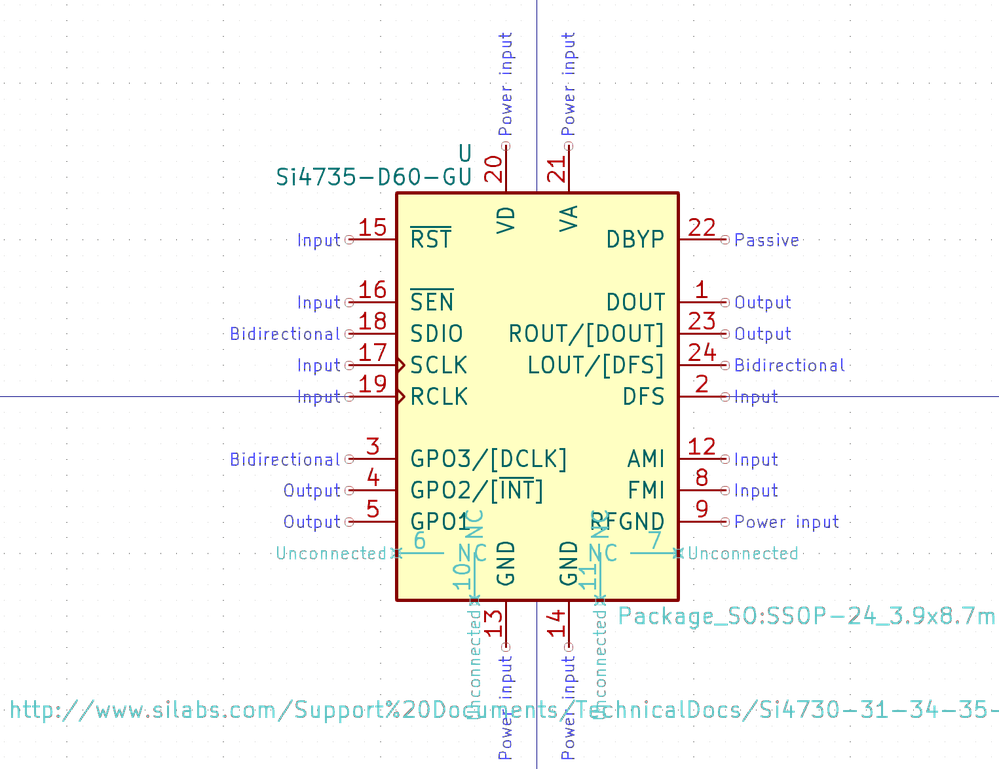 Power input Power input
U
Si4735-D60-GU
20 21
VD VA
Input 15 RST DBYP 22 Passive
Input 16 SEN DOUT 1 Output
Bidirectional 18 SDIO ROUT/[DOUT] 23 Output
Input 17 SCLK LOUT/[DFS] 24 Bidirectional
Input 19 RCLK DFS 2 Input
Bidirectional 3 GPO3/[DCLK] AMI 12 Input
Output 4 GPO2/[INT] FMI 8 Input
Output 5 GPO1 RFGND 9 Power input
NC NC
Unconnected 6 NC NC 7 Unconnected
10 GND GND 11
13 14
Package_SO:SSOP-24_3.9x8.7m
Unconnected Unconnected
Power input Power input
http://www.silabs.com/Support%20Documents/TechnicalDocs/Si4730-31-34-35-